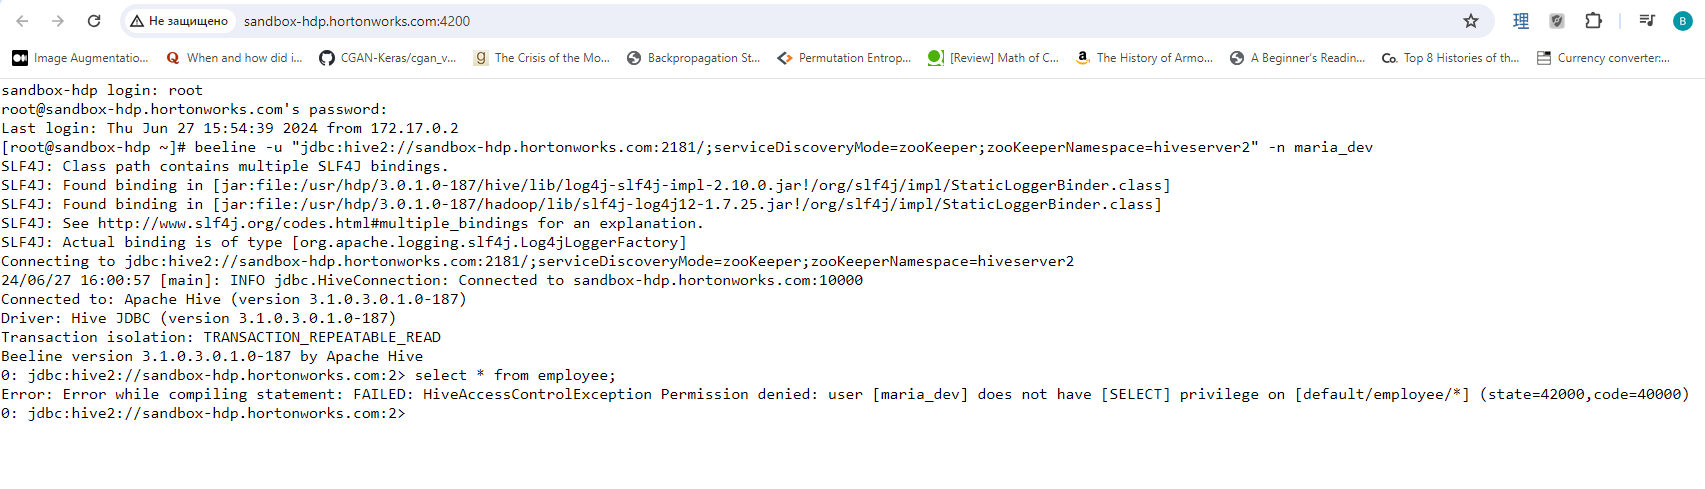 Не защищено sandbox-hdp.hortonworks.com:4200 B
Image Augmentatio... When and how did i... CGAN-Keras/cgan_v... The Crisis of the Mo... Backpropagation St... Permutation Entrop... [Review] Math of C... The History of Armo... A Beginner's Readin... Co. Top 8 Histories of th... Currency converter:...
sandbox-hdp login: root
root@sandbox-hdp.hortonworks.com's password:
Last login: Thu Jun 27 15:54:39 2024 from 172.17.0.2
[root@sandbox-hdp ~]# beeline -u "jdbc:hive2://sandbox-hdp.hortonworks.com:2181/;serviceDiscoveryMode=zooKeeper;zooKeeperNamespace=hiveserver2" -n maria_dev
SLF4J: Class path contains multiple SLF4J bindings.
SLF4J: Found binding in [jar:file:/usr/hdp/3.0.1.0-187/hive/lib/log4j-slf4j-impl-2.10.0.jar!/org/slf4j/impl/StaticLoggerBinder.class]
SLF4J: Found binding in [jar:file:/usr/hdp/3.0.1.0-187/hadoop/lib/slf4j-log4j12-1.7.25.jar!/org/slf4j/impl/StaticLoggerBinder.class]
SLF4J: See http://www.slf4j.org/codes.html#multiple_bindings for an explanation.
SLF4J: Actual binding is of type [org.apache.logging.slf4j.Log4jLoggerFactory]
Connecting to jdbc:hive2://sandbox-hdp.hortonworks.com:2181/;serviceDiscoveryMode=zooKeeper;zooKeeperNamespace=hiveserver2
24/06/27 16:00:57 [main]: INFO jdbc.HiveConnection: Connected to sandbox-hdp.hortonworks.com:10000
Connected to: Apache Hive (version 3.1.0.3.0.1.0-187)
Driver: Hive JDBC (version 3.1.0.3.0.1.0-187)
Transaction isolation: TRANSACTION_REPEATABLE_READ
Beeline version 3.1.0.3.0.1.0-187 by Apache Hive
0: jdbc:hive2://sandbox-hdp.hortonworks.com:2> select * from employee;
Error: Error while compiling statement: FAILED: HiveAccessControlException Permission denied: user [maria_dev] does not have [SELECT] privilege on [default/employee/*] (state=42000,code=40000)
0: jdbc:hive2://sandbox-hdp.hortonworks.com:2>